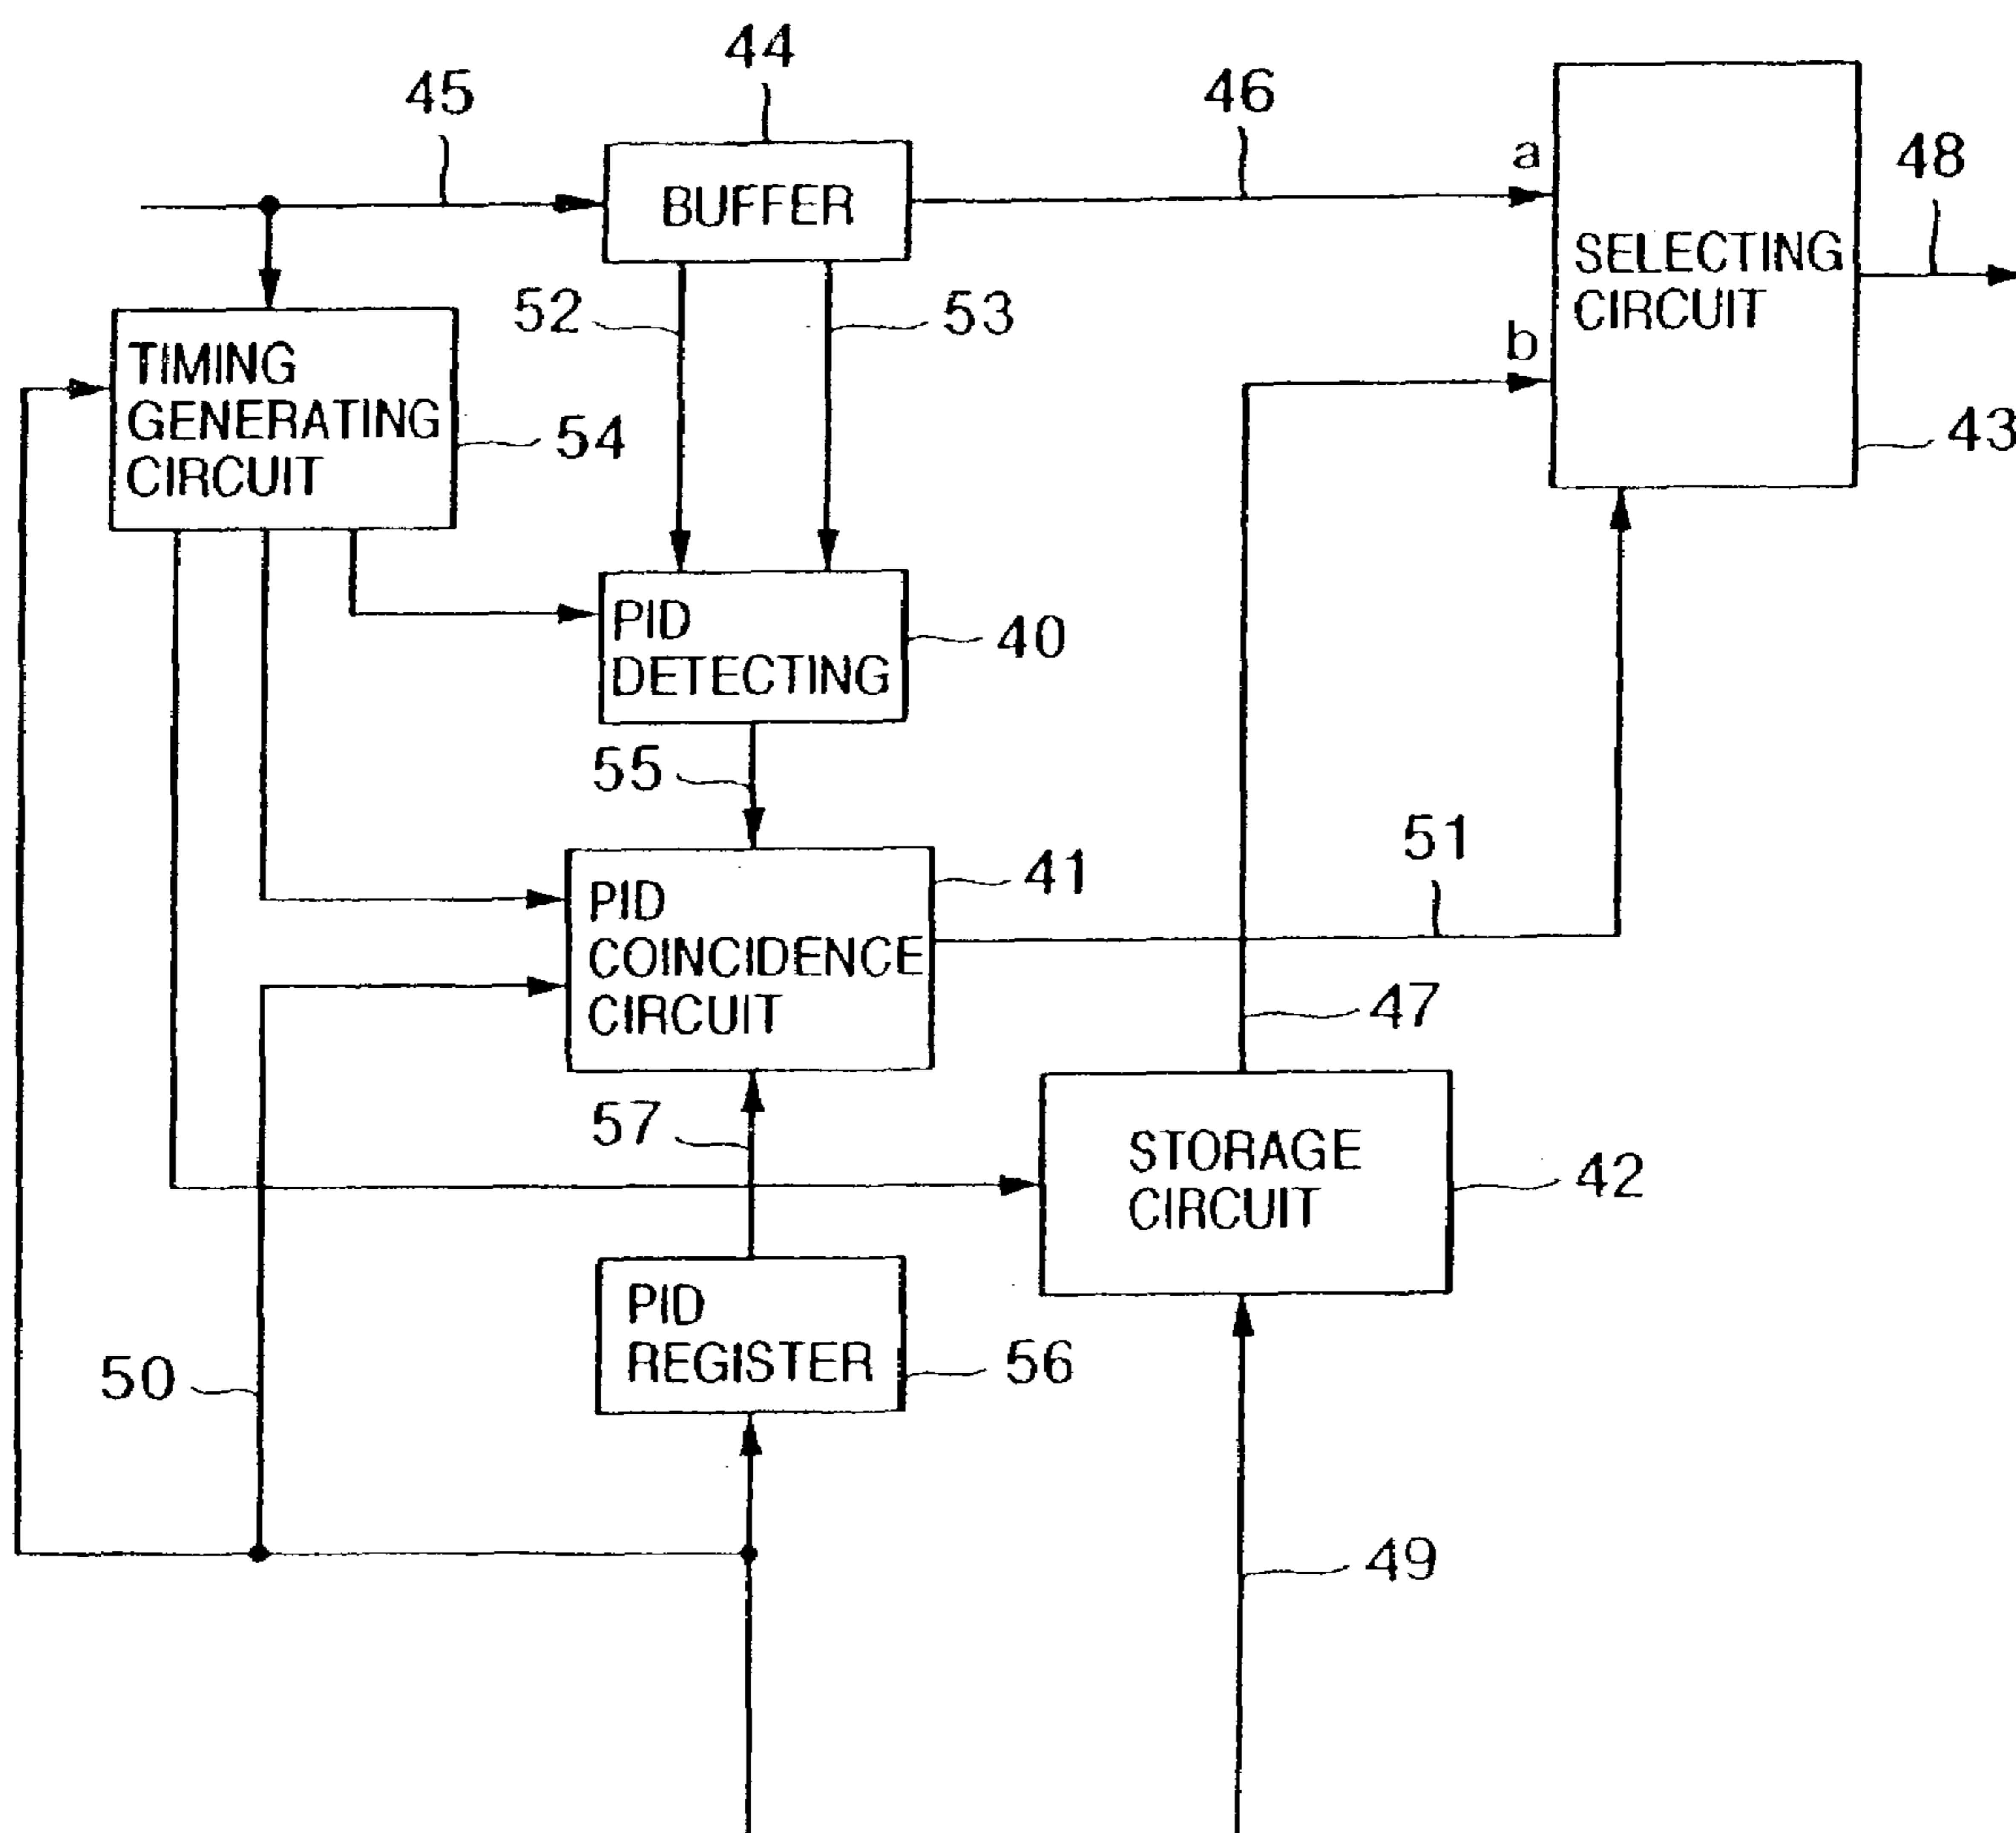 44
45
46
BUFFER
a
48
SELECTING
CIRCUIT
b
43
52
53
TIMING
GENERATING
CIRCUIT
54
PID
DETECTING
40
55
51
41
PID
COINCIDENCE
CIRCUIT
47
57
STORAGE
CIRCUIT
42
PID
REGISTER
56
50
49